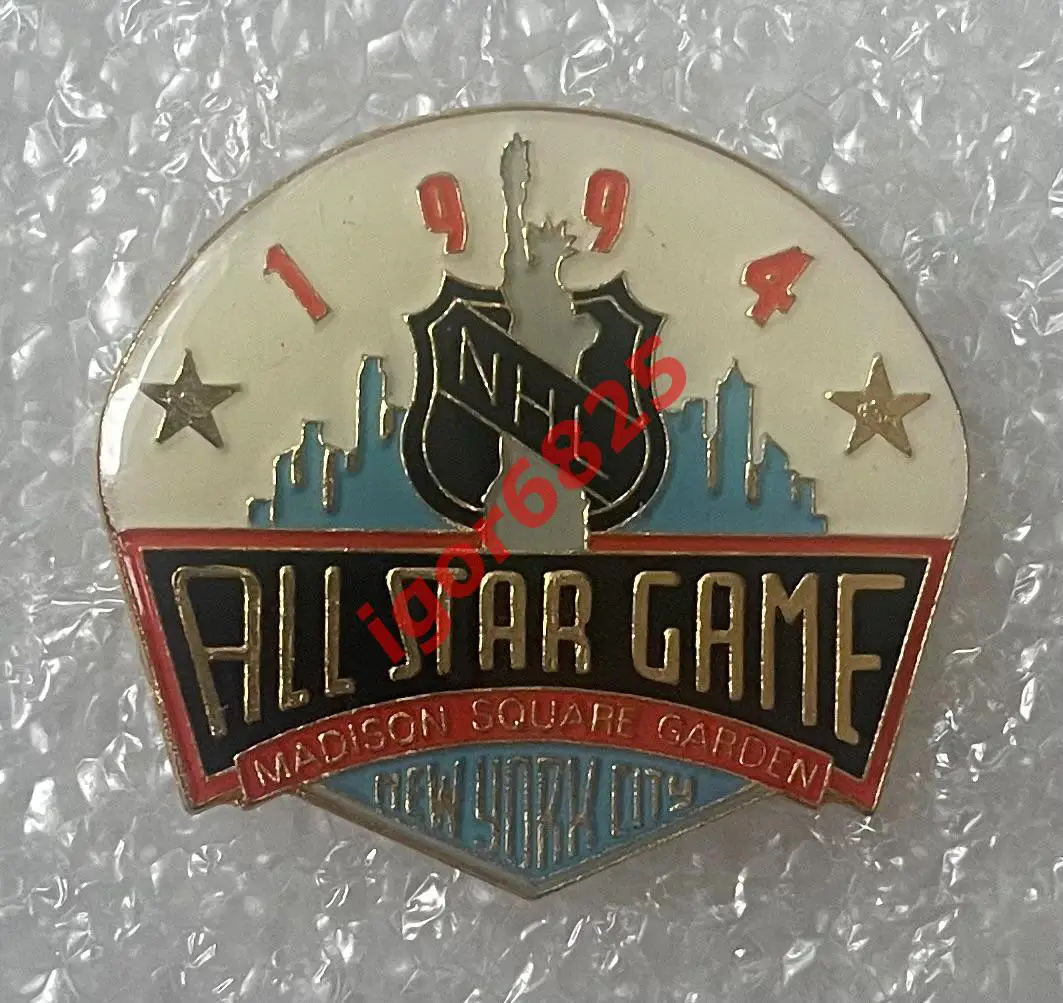 1994
NHL
ALL STAR GAME
MADISON SQUARE GARDEN
NEW YORK CITY
igor6825